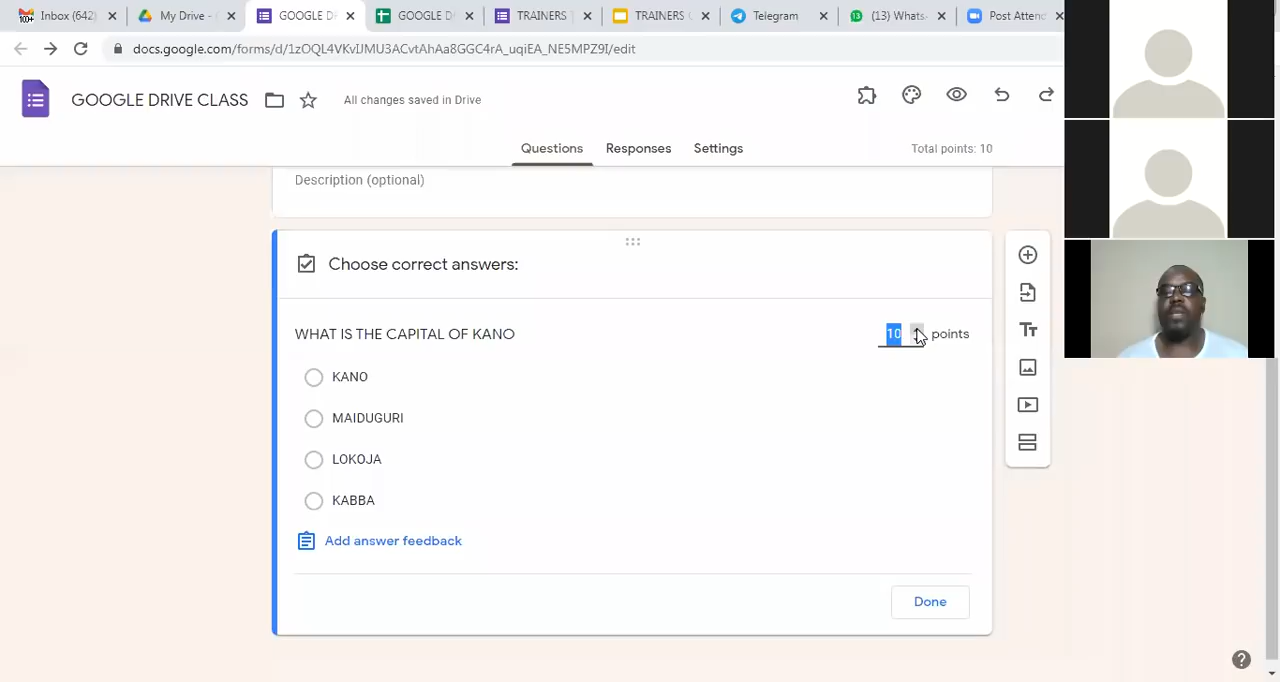 Inbox (642)
My Drive -
GOOGLE D
GOOGLE D
TRAINERS
TRAINERS
Telegram
(13) Whats
Post Attend
docs.google.com/forms/d/1zOQL4VKvIJMU3ACvtAhAa8GGC4rA_uqiEA_NE5MPZ9I/edit
GOOGLE DRIVE CLASS
All changes saved in Drive
Questions
Responses
Settings
Total points: 10
Description (optional)
Choose correct answers:
WHAT IS THE CAPITAL OF KANO
10 points
KANO
MAIDUGURI
LOKOJA
KABBA
Add answer feedback
Done